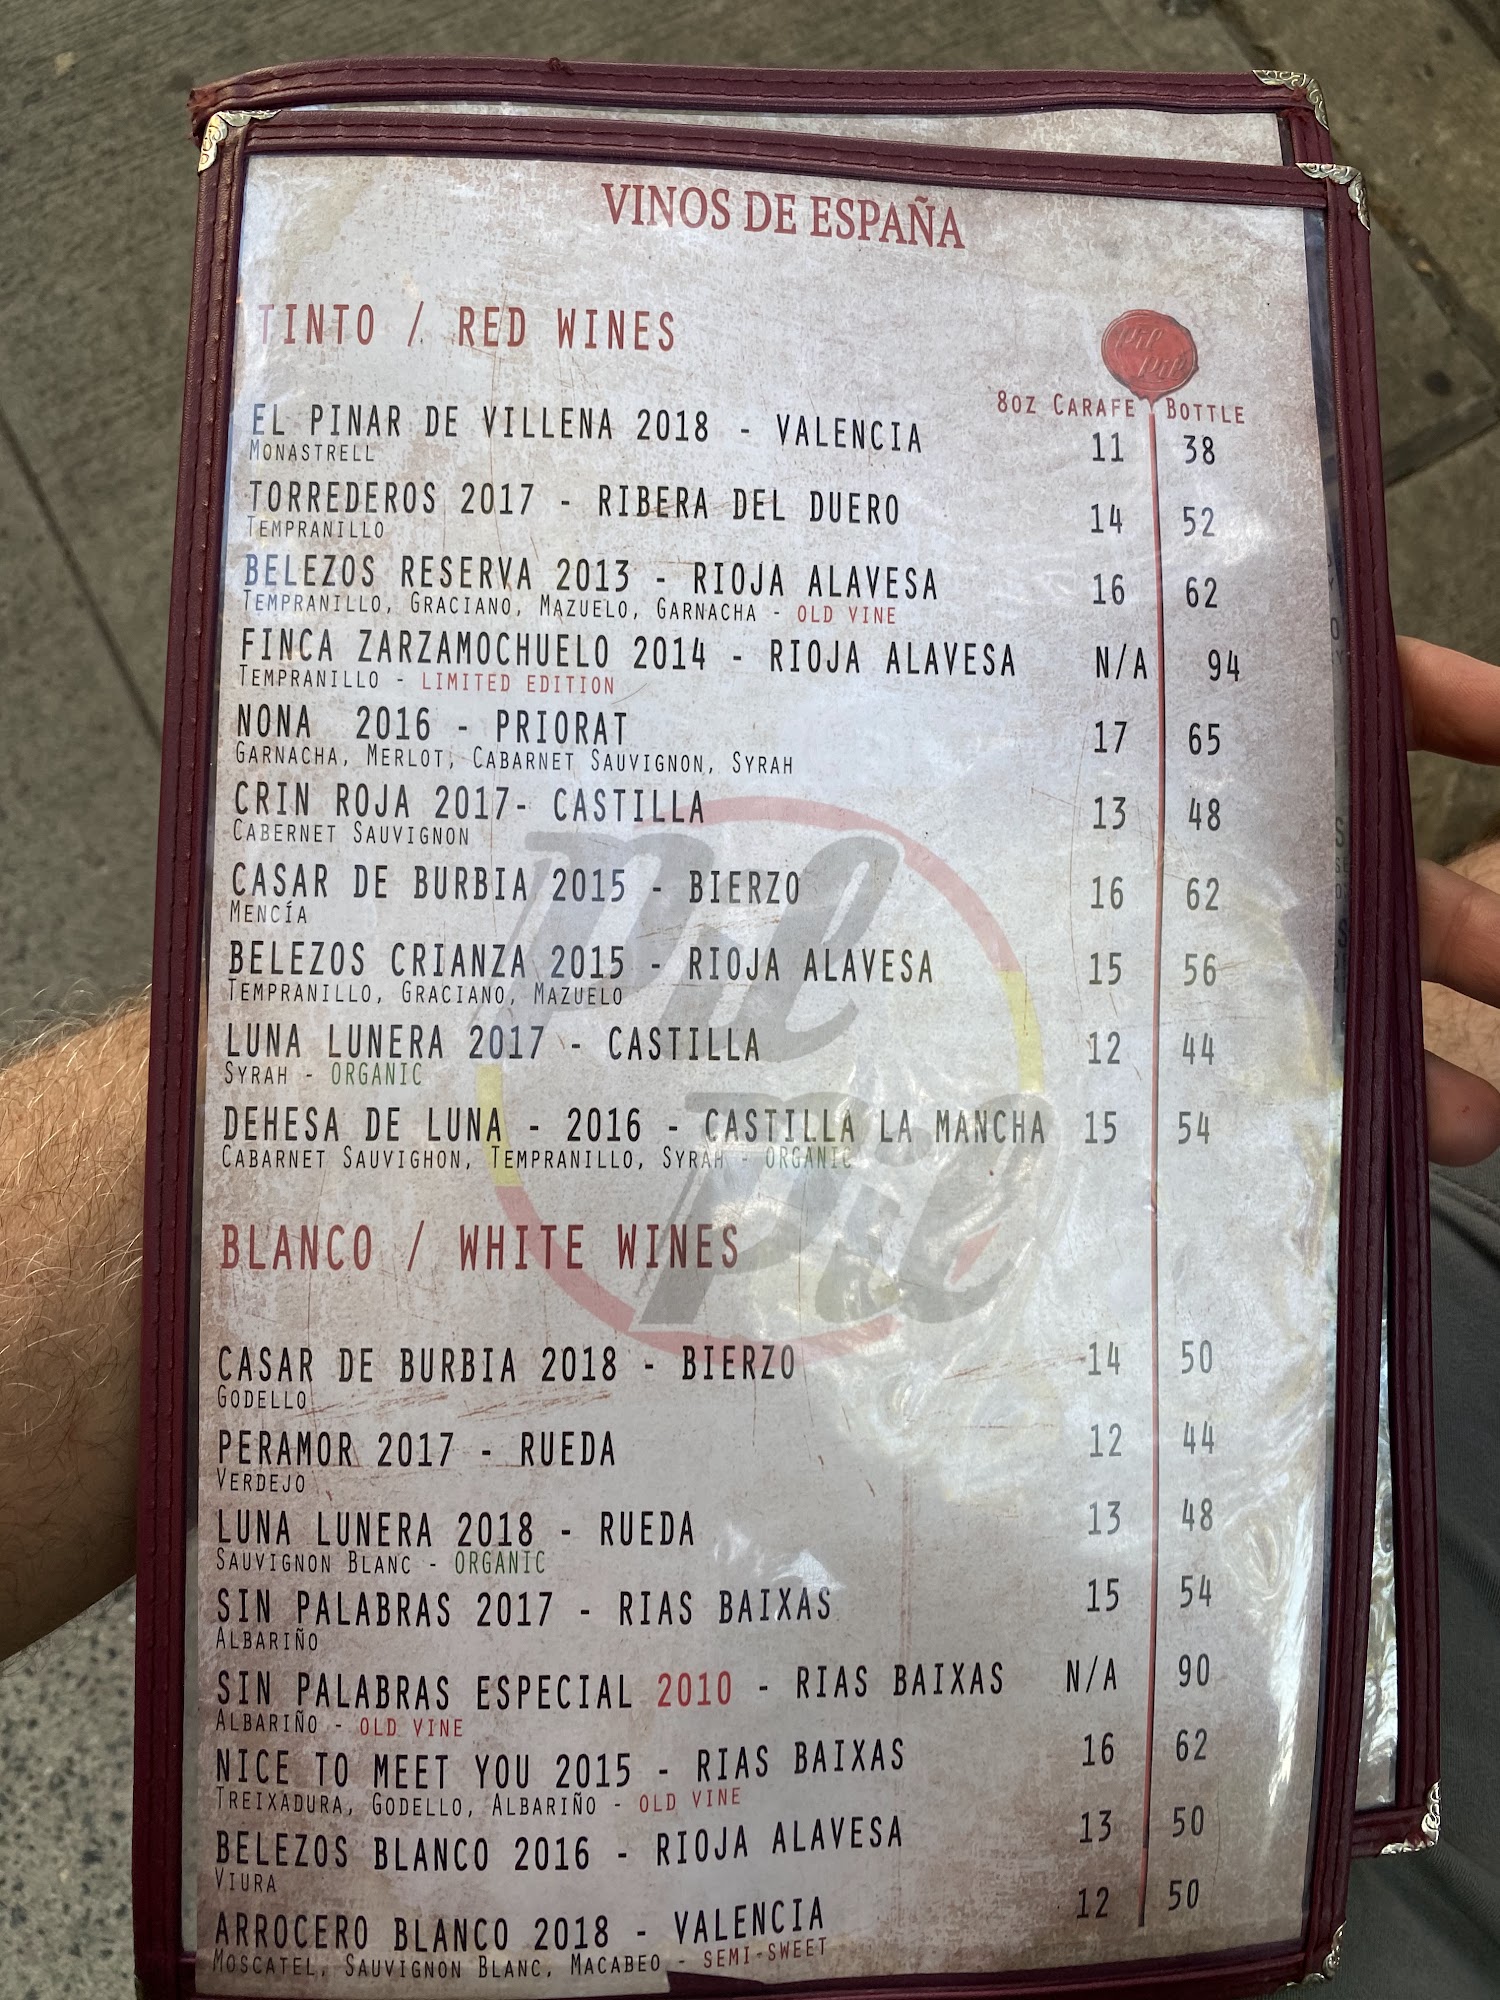 VINOS DE ESPAÑA
TINTO / RED WINES
Pil
Pil
8OZ CARAFE BOTTLE
EL PINAR DE VILLENA 2018 - VALENCIA 11 38
MONASTRELL
TORREDEROS 2017 - RIBERA DEL DUERO 14 52
TEMPRANILLO
BELEZOS RESERVA 2013 - RIOJA ALAVESA 16 62
TEMPRANILLO, GRACIANO, MAZUELO, GARNACHA - OLD VINE
FINCA ZARZAMOCHUELO 2014 - RIOJA ALAVESA N/A 94
TEMPRANILLO - LIMITED EDITION
NONA 2016 - PRIORAT 17 65
GARNACHA, MERLOT, CABARNET SAUVIGNON, SYRAH
CRIN ROJA 2017- CASTILLA 13 48
CABERNET SAUVIGNON
CASAR DE BURBIA 2015 - BIERZO 16 62
MENCÍA
BELEZOS CRIANZA 2015 - RIOJA ALAVESA 15 56
TEMPRANILLO, GRACIANO, MAZUELO
LUNA LUNERA 2017 - CASTILLA 12 44
SYRAH - ORGANIC
DEHESA DE LUNA - 2016 - CASTILLA LA MANCHA 15 54
CABARNET SAUVIGHON, TEMPRANILLO, SYRAH - ORGANIC
Pil
Pil
BLANCO / WHITE WINES
CASAR DE BURBIA 2018 - BIERZO 14 50
GODELLO
PERAMOR 2017 - RUEDA 12 44
VERDEJO
LUNA LUNERA 2018 - RUEDA 13 48
SAUVIGNON BLANC - ORGANIC
SIN PALABRAS 2017 - RIAS BAIXAS 15 54
ALBARIÑO
SIN PALABRAS ESPECIAL 2010 - RIAS BAIXAS N/A 90
ALBARIÑO - OLD VINE
NICE TO MEET YOU 2015 - RIAS BAIXAS 16 62
TREIXADURA, GODELLO, ALBARIÑO - OLD VINE
BELEZOS BLANCO 2016 - RIOJA ALAVESA 13 50
VIURA
ARROCERO BLANCO 2018 - VALENCIA 12 50
MOSCATEL, SAUVIGNON BLANC, MACABEO - SEMI-SWEET